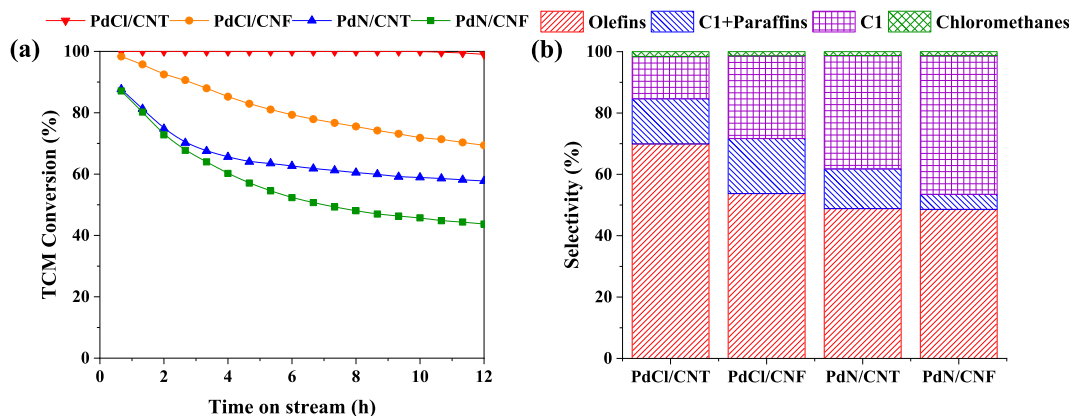 PdCl/CNT PdCl/CNF PdN/CNT PdN/CNF
Olefins C1+Paraffins C1 Chloromethanes
(a)
TCM Conversion (%)
100
80
60
40
20
0
0 2 4 6 8 10 12
Time on stream (h)
(b)
Selectivity (%)
100
80
60
40
20
0
PdCl/CNT PdCl/CNF PdN/CNT PdN/CNF